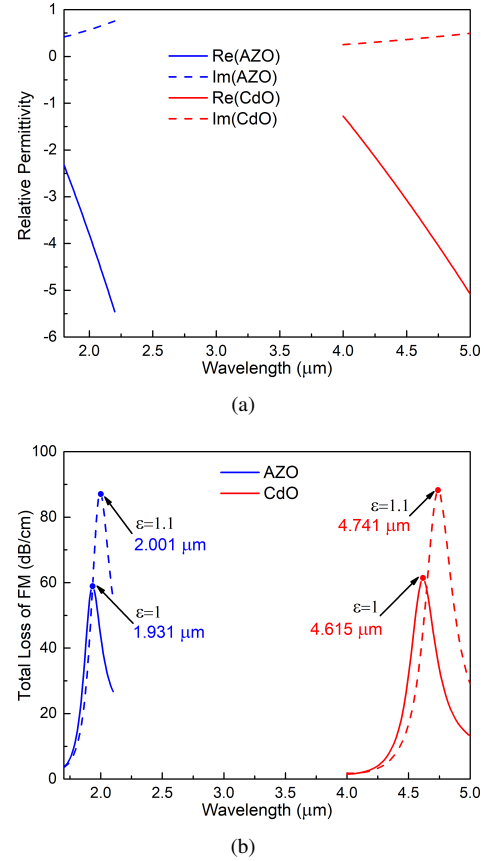 1
0
-1
-2
-3
-4
-5
-6
Relative Permittivity
Re(AZO)
Im(AZO)
Re(CdO)
Im(CdO)
2.0 2.5 3.0 3.5 4.0 4.5 5.0
Wavelength (μm)
(a)
100
80
60
40
20
0
Total Loss of FM (dB/cm)
AZO
CdO
ε=1.1
2.001 μm
ε=1
1.931 μm
ε=1.1
4.741 μm
ε=1
4.615 μm
2.0 2.5 3.0 3.5 4.0 4.5 5.0
Wavelength (μm)
(b)